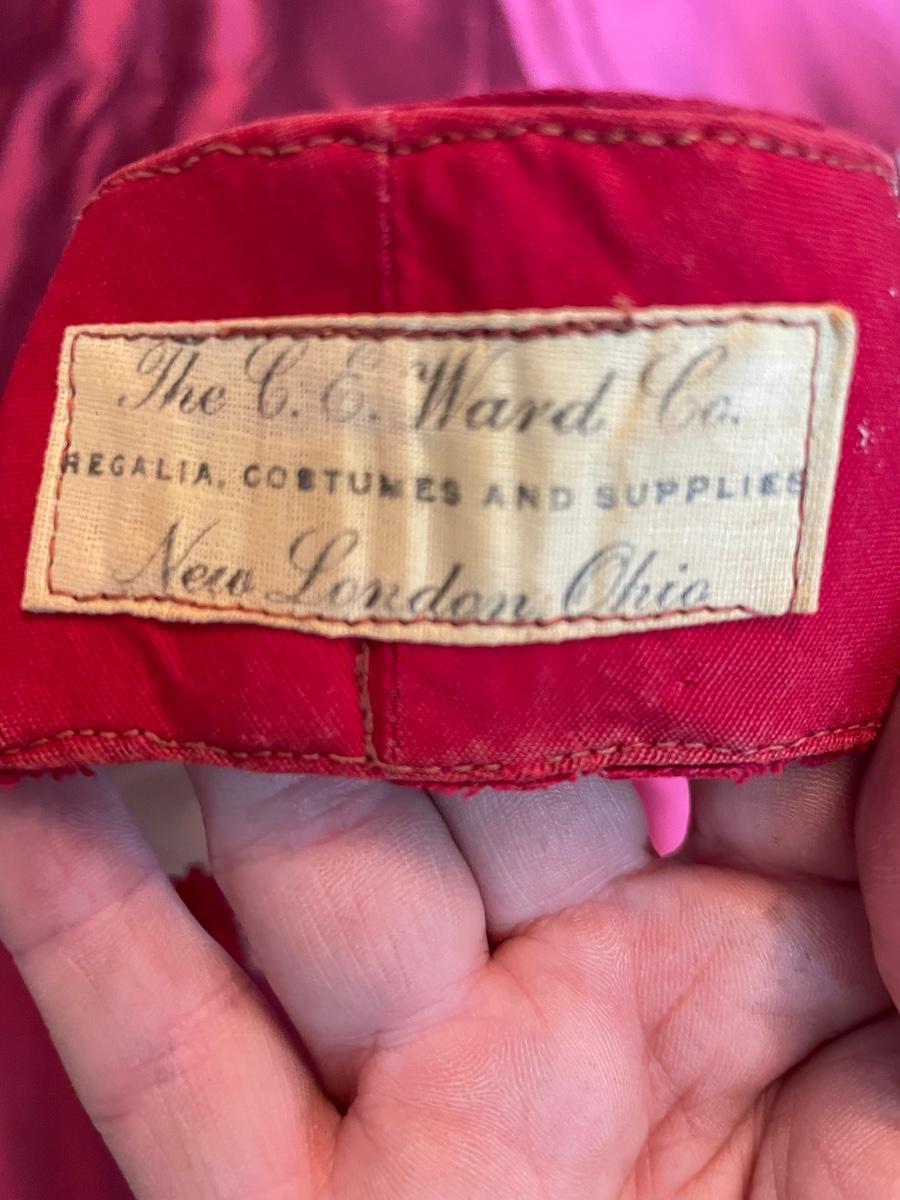 The C. E. Ward Co.
REGALIA, COSTUMES AND SUPPLIES
New London, Ohio